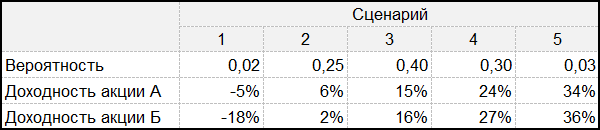 Сценарий
1 2 3 4 5
Вероятность 0,02 0,25 0,40 0,30 0,03
Доходность акции А -5% 6% 15% 24% 34%
Доходность акции Б -18% 2% 16% 27% 36%